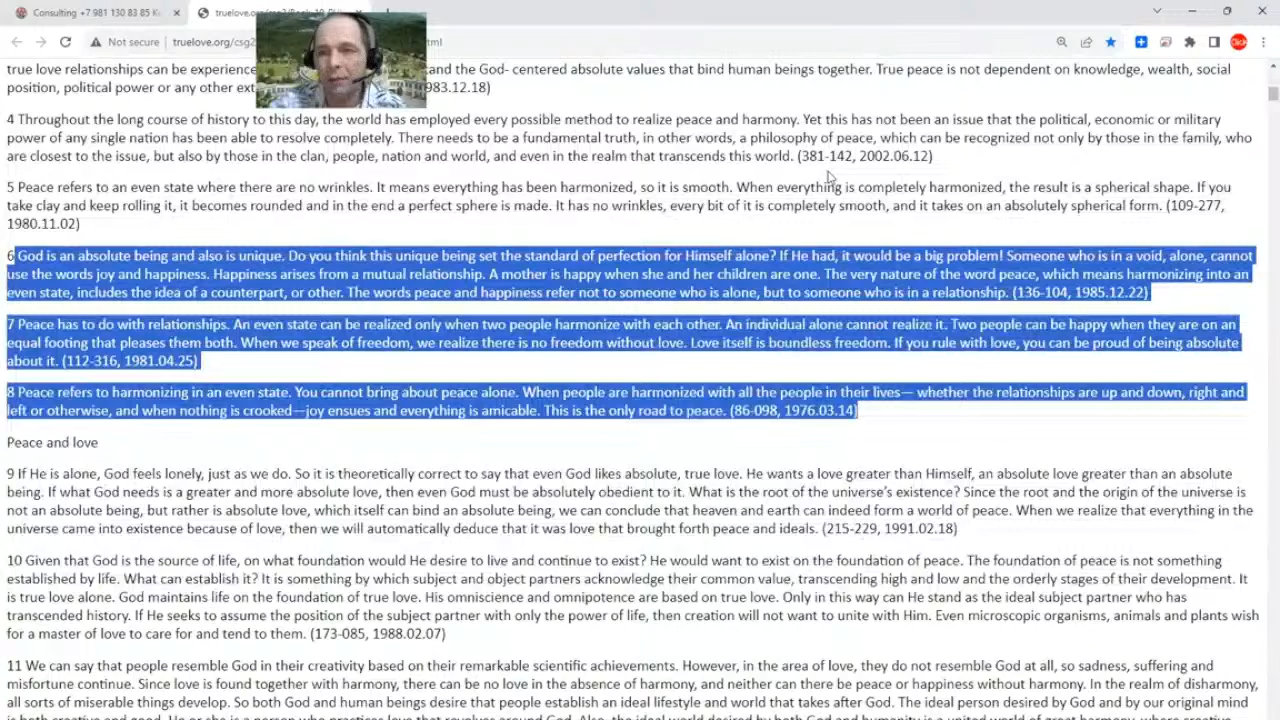 Consulting +7 981 130 83 85 K
truelove.org/csg2/Book-10-P
Not secure
truelove.org/csg2
ml
Click
true love relationships can be experience and the God- centered absolute values that bind human beings together. True peace is not dependent on knowledge, wealth, social
position, political power or any other ext 983.12.18)
4 Throughout the long course of history to this day, the world has employed every possible method to realize peace and harmony. Yet this has not been an issue that the political, economic or military
power of any single nation has been able to resolve completely. There needs to be a fundamental truth, in other words, a philosophy of peace, which can be recognized not only by those in the family, who
are closest to the issue, but also by those in the clan, people, nation and world, and even in the realm that transcends this world. (381-142, 2002.06.12)
5 Peace refers to an even state where there are no wrinkles. It means everything has been harmonized, so it is smooth. When everything is completely harmonized, the result is a spherical shape. If you
take clay and keep rolling it, it becomes rounded and in the end a perfect sphere is made. It has no wrinkles, every bit of it is completely smooth, and it takes on an absolutely spherical form. (109-277,
1980.11.02)
6 God is an absolute being and also is unique. Do you think this unique being set the standard of perfection for Himself alone? If He had, it would be a big problem! Someone who is in a void, alone, cannot
use the words joy and happiness. Happiness arises from a mutual relationship. A mother is happy when she and her children are one. The very nature of the word peace, which means harmonizing into an
even state, includes the idea of a counterpart, or other. The words peace and happiness refer not to someone who is alone, but to someone who is in a relationship. (136-104, 1985.12.22)
7 Peace has to do with relationships. An even state can be realized only when two people harmonize with each other. An individual alone cannot realize it. Two people can be happy when they are on an
equal footing that pleases them both. When we speak of freedom, we realize there is no freedom without love. Love itself is boundless freedom. If you rule with love, you can be proud of being absolute
about it. (112-316, 1981.04.25)
8 Peace refers to harmonizing in an even state. You cannot bring about peace alone. When people are harmonized with all the people in their lives— whether the relationships are up and down, right and
left or otherwise, and when nothing is crooked—joy ensues and everything is amicable. This is the only road to peace. (86-098, 1976.03.14)
Peace and love
9 If He is alone, God feels lonely, just as we do. So it is theoretically correct to say that even God likes absolute, true love. He wants a love greater than Himself, an absolute love greater than an absolute
being. If what God needs is a greater and more absolute love, then even God must be absolutely obedient to it. What is the root of the universe's existence? Since the root and the origin of the universe is
not an absolute being, but rather is absolute love, which itself can bind an absolute being, we can conclude that heaven and earth can indeed form a world of peace. When we realize that everything in the
universe came into existence because of love, then we will automatically deduce that it was love that brought forth peace and ideals. (215-229, 1991.02.18)
10 Given that God is the source of life, on what foundation would He desire to live and continue to exist? He would want to exist on the foundation of peace. The foundation of peace is not something
established by life. What can establish it? It is something by which subject and object partners acknowledge their common value, transcending high and low and the orderly stages of their development. It
is true love alone. God maintains life on the foundation of true love. His omniscience and omnipotence are based on true love. Only in this way can He stand as the ideal subject partner who has
transcended history. If He seeks to assume the position of the subject partner with only the power of life, then creation will not want to unite with Him. Even microscopic organisms, animals and plants wish
for a master of love to care for and tend to them. (173-085, 1988.02.07)
11 We can say that people resemble God in their creativity based on their remarkable scientific achievements. However, in the area of love, they do not resemble God at all, so sadness, suffering and
misfortune continue. Since love is found together with harmony, there can be no love in the absence of harmony, and neither can there be peace or happiness without harmony. In the realm of disharmony,
all sorts of miserable things develop. So both God and human beings desire that people establish an ideal lifestyle and world that takes after God. The ideal person desired by God and by our original mind